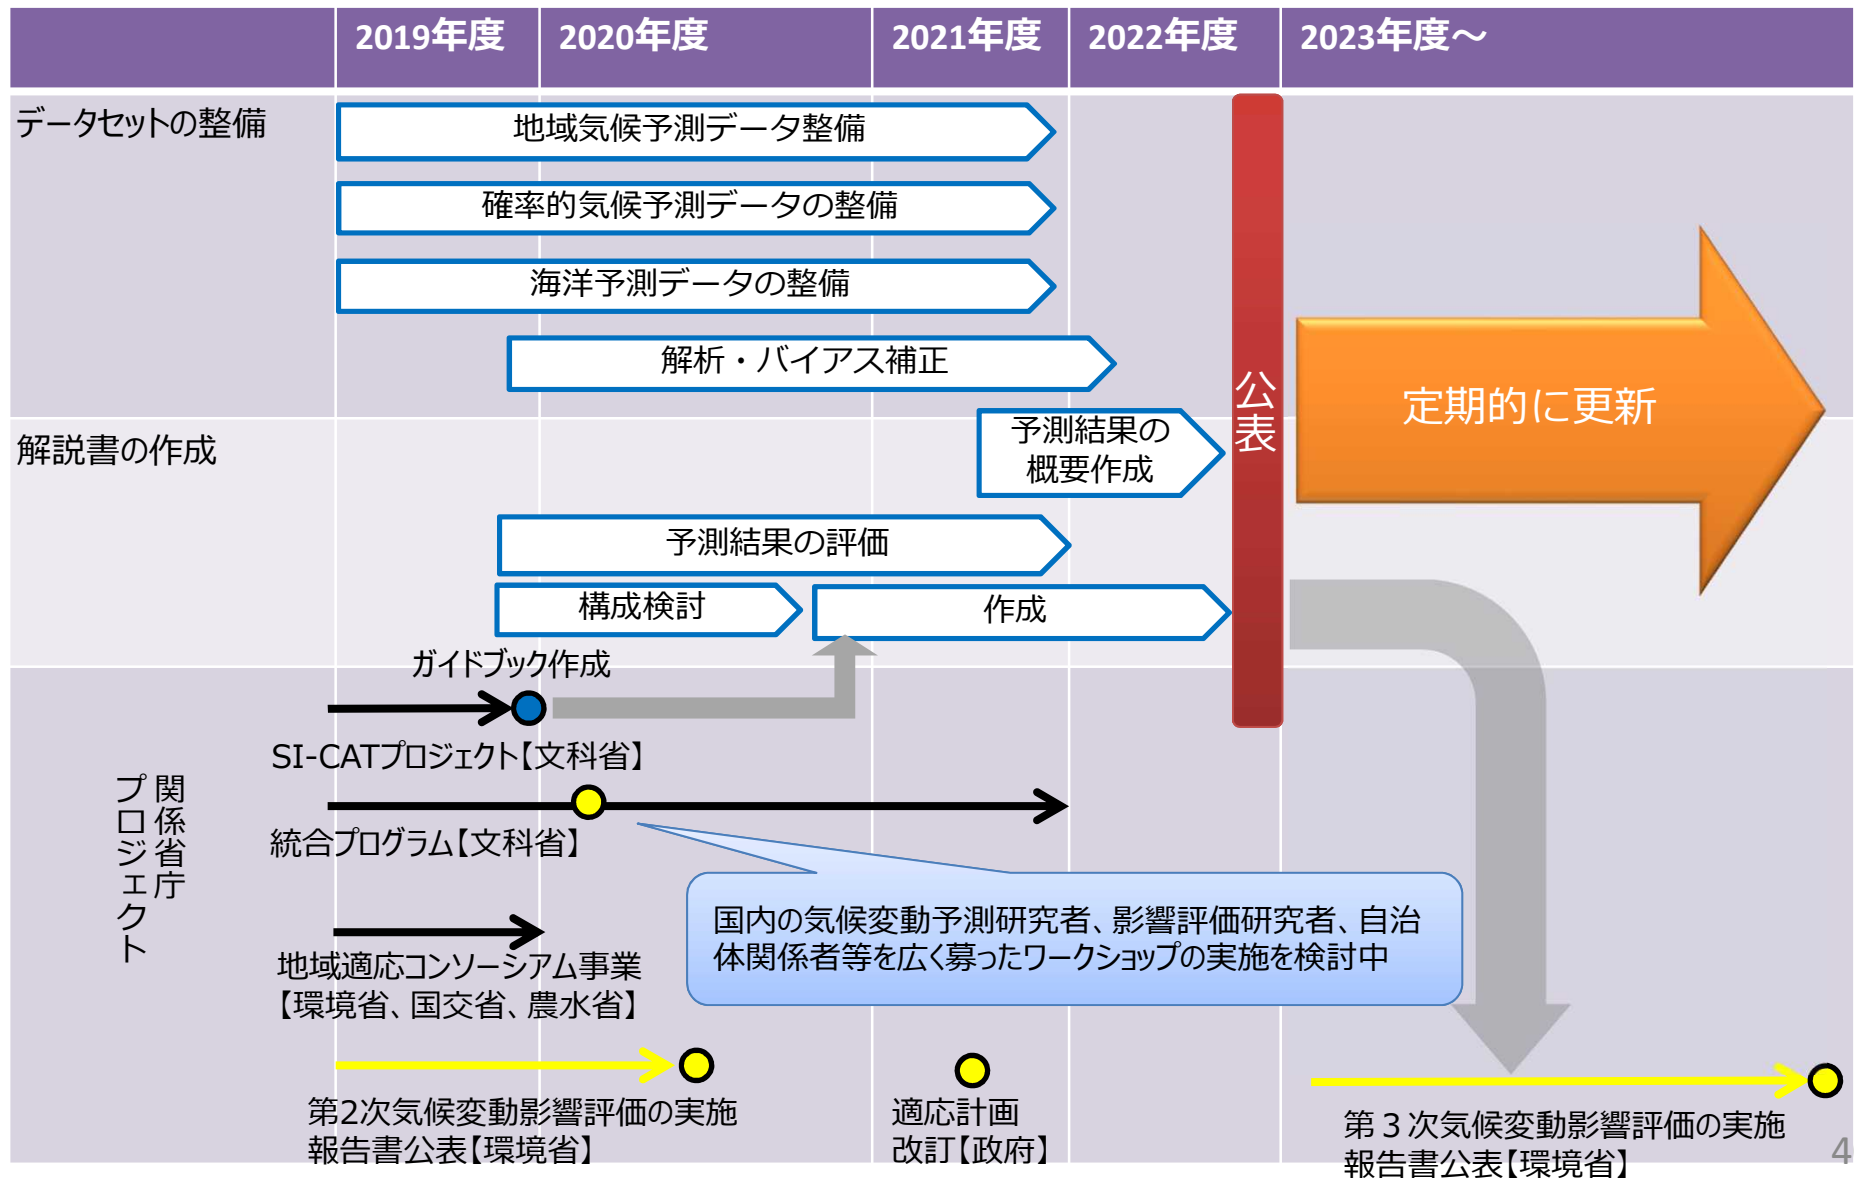 2019年度
2020年度
2021年度
2022年度
2023年度～
データセットの整備
地域気候予測データ整備
確率的気候予測データの整備
海洋予測データの整備
解析・バイアス補正
公表
定期的に更新
解説書の作成
予測結果の
概要作成
予測結果の評価
構成検討
作成
関係省庁
プロジェクト
ガイドブック作成
SI-CATプロジェクト【文科省】
統合プログラム【文科省】
国内の気候変動予測研究者、影響評価研究者、自治
体関係者等を広く募ったワークショップの実施を検討中
地域適応コンソーシアム事業
【環境省、国交省、農水省】
第2次気候変動影響評価の実施
報告書公表【環境省】
適応計画
改訂【政府】
第３次気候変動影響評価の実施
報告書公表【環境省】
4